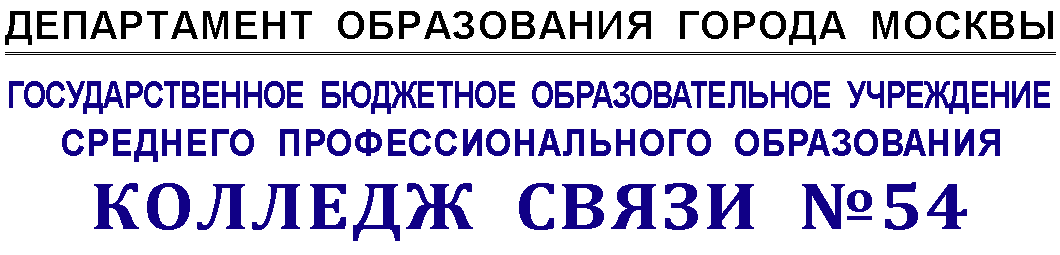 ДЕПАРТАМЕНТ ОБРАЗОВАНИЯ ГОРОДА МОСКВЫ
ГОСУДАРСТВЕННОЕ БЮДЖЕТНОЕ ОБРАЗОВАТЕЛЬНОЕ УЧРЕЖДЕНИЕ
СРЕДНЕГО ПРОФЕССИОНАЛЬНОГО ОБРАЗОВАНИЯ
КОЛЛЕДЖ СВЯЗИ №54